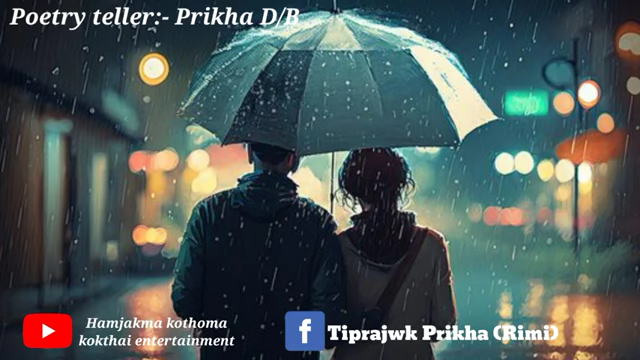 Poetry teller:- Prikha D/B
Hamjakma kothoma
kokthai entertainment
Tiprajwk Prikha (Rimi)